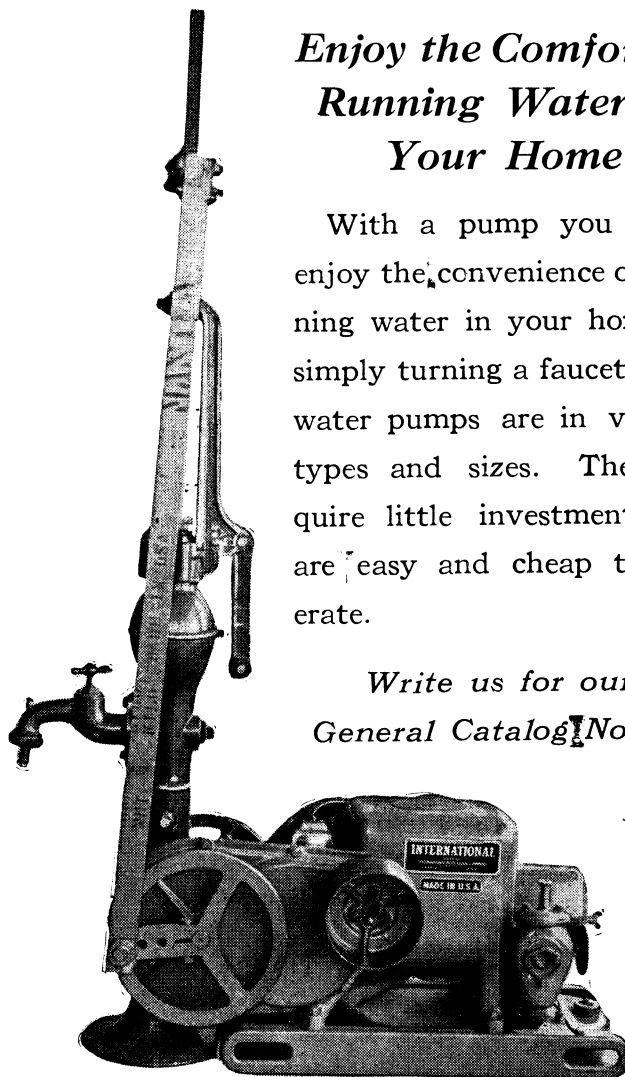 Enjoy the Comfo
Running Water
Your Home
With a pump you
enjoy the convenience o
ning water in your ho
simply turning a faucet
water pumps are in v
types and sizes. The
quire little investment
are easy and cheap t
erate.
Write us for our
General Catalog No
INTERNATIONAL
MADE IN U.S.A.